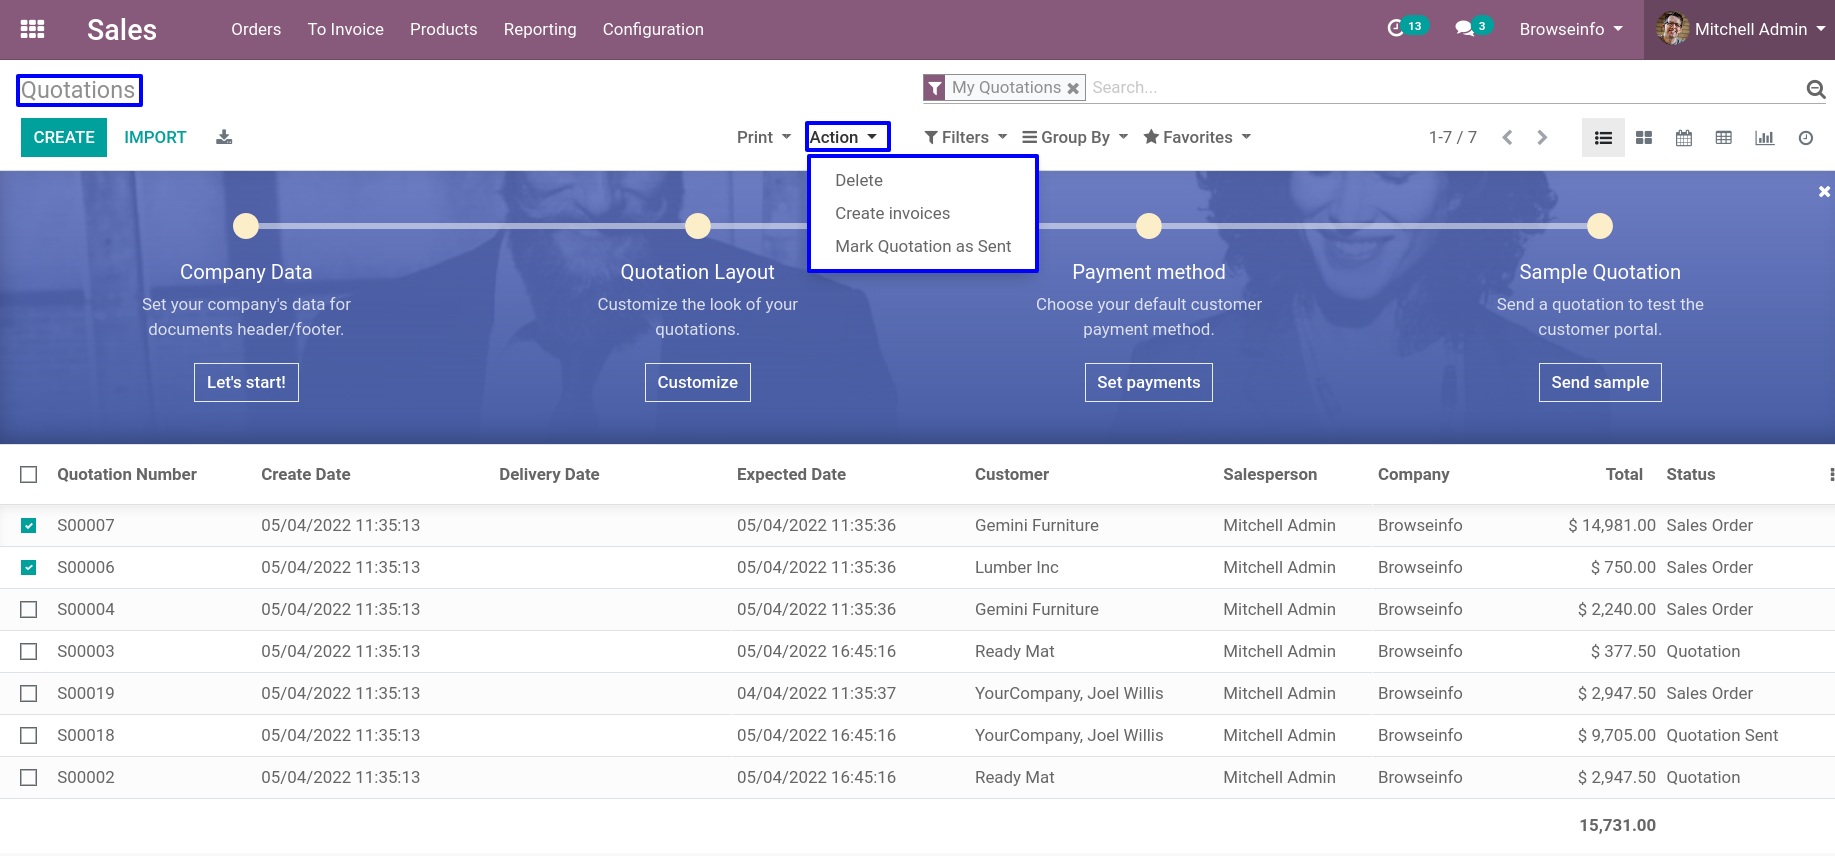 Sales Orders To Invoice Products Reporting Configuration 13 3 Browseinfo Mitchell Admin
Quotations
My Quotations Search...
CREATE IMPORT Print Action Filters Group By Favorites 1-7 / 7
Delete
Create invoices
Mark Quotation as Sent
Company Data
Set your company's data for
documents header/footer.
Let's start!
Quotation Layout
Customize the look of your
quotations.
Customize
Payment method
Choose your default customer
payment method.
Set payments
Sample Quotation
Send a quotation to test the
customer portal.
Send sample
Quotation Number Create Date Delivery Date Expected Date Customer Salesperson Company Total Status
S00007 05/04/2022 11:35:13 05/04/2022 11:35:36 Gemini Furniture Mitchell Admin Browseinfo $ 14,981.00 Sales Order
S00006 05/04/2022 11:35:13 05/04/2022 11:35:36 Lumber Inc Mitchell Admin Browseinfo $ 750.00 Sales Order
S00004 05/04/2022 11:35:13 05/04/2022 11:35:36 Gemini Furniture Mitchell Admin Browseinfo $ 2,240.00 Sales Order
S00003 05/04/2022 11:35:13 05/04/2022 16:45:16 Ready Mat Mitchell Admin Browseinfo $ 377.50 Quotation
S00019 05/04/2022 11:35:13 04/04/2022 11:35:37 YourCompany, Joel Willis Mitchell Admin Browseinfo $ 2,947.50 Sales Order
S00018 05/04/2022 11:35:13 05/04/2022 16:45:16 YourCompany, Joel Willis Mitchell Admin Browseinfo $ 9,705.00 Quotation Sent
S00002 05/04/2022 11:35:13 05/04/2022 16:45:16 Ready Mat Mitchell Admin Browseinfo $ 2,947.50 Quotation
15,731.00